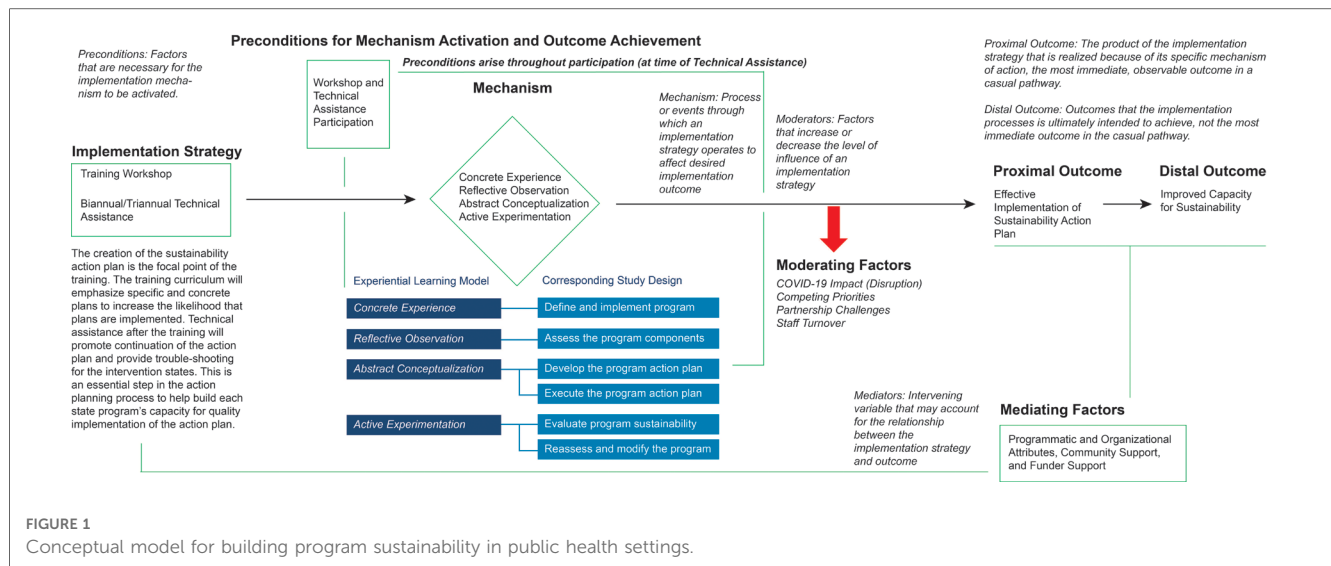 Preconditions for Mechanism Activation and Outcome Achievement
Preconditions: Factors
that are necessary for the
implementation mecha-
nism to be activated.
Preconditions arise throughout participation (at time of Technical Assistance)
Workshop and
Technical
Assistance
Participation
Mechanism
Mechanism: Process
or events through
which an
implementation
strategy operates to
affect desired
implementation
outcome
Moderators: Factors
that increase or
decrease the level of
influence of an
implementation
strategy
Proximal Outcome: The product of the implementation
strategy that is realized because of its specific mechanism
of action, the most immediate, observable outcome in a
casual pathway.
Distal Outcome: Outcomes that the implementation
processes is ultimately intended to achieve, not the most
immediate outcome in the casual pathway.
Implementation Strategy
Training Workshop
Biannual/Triannual Technical
Assistance
Concrete Experience
Reflective Observation
Abstract Conceptualization
Active Experimentation
Proximal Outcome
Effective
Implementation of
Sustainability Action
Plan
Distal Outcome
Improved Capacity
for Sustainability
The creation of the sustainability
action plan is the focal point of the
training. The training curriculum will
emphasize specific and concrete
plans to increase the likelihood that
plans are implemented. Technical
assistance after the training will
promote continuation of the action
plan and provide trouble-shooting
for the intervention states. This is
an essential step in the action
planning process to help build each
state program's capacity for quality
implementation of the action plan.
Experiential Learning Model
Corresponding Study Design
Concrete Experience
Define and implement program
Reflective Observation
Assess the program components
Abstract Conceptualization
Develop the program action plan
Execute the program action plan
Active Experimentation
Evaluate program sustainability
Reassess and modify the program
Moderating Factors
COVID-19 Impact (Disruption)
Competing Priorities
Partnership Challenges
Staff Turnover
Mediators: Intervening
variable that may account
for the relationship
between the
implementation strategy
and outcome
Mediating Factors
Programmatic and Organizational
Attributes, Community Support,
and Funder Support
FIGURE 1
Conceptual model for building program sustainability in public health settings.